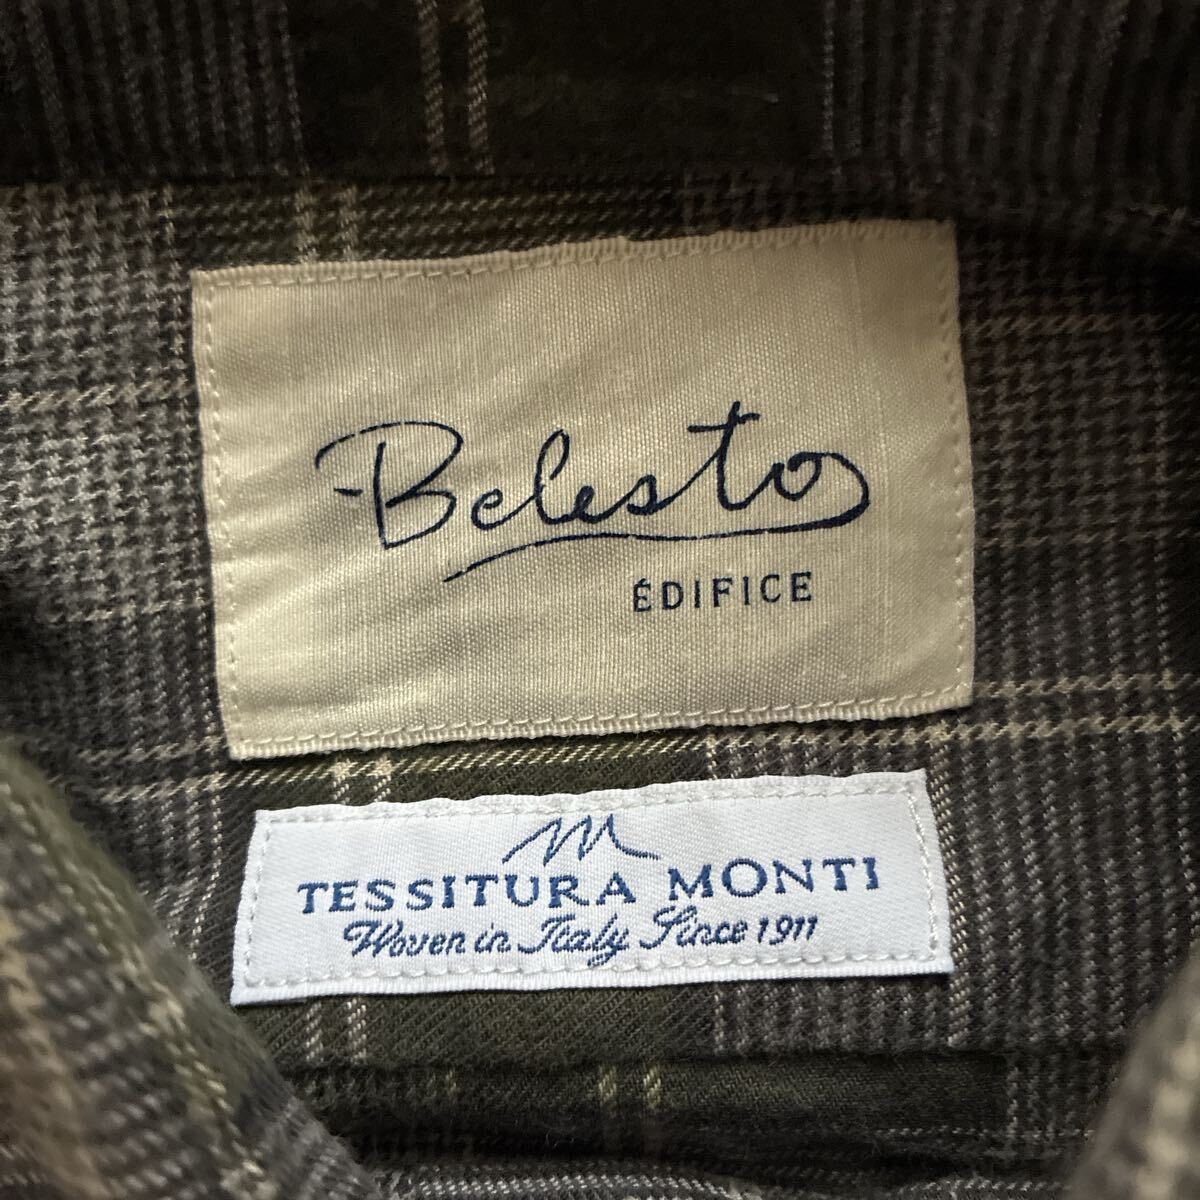 Belesto
ÉDIFICE
TESSITURA MONTI
Woven in Italy Since 1911